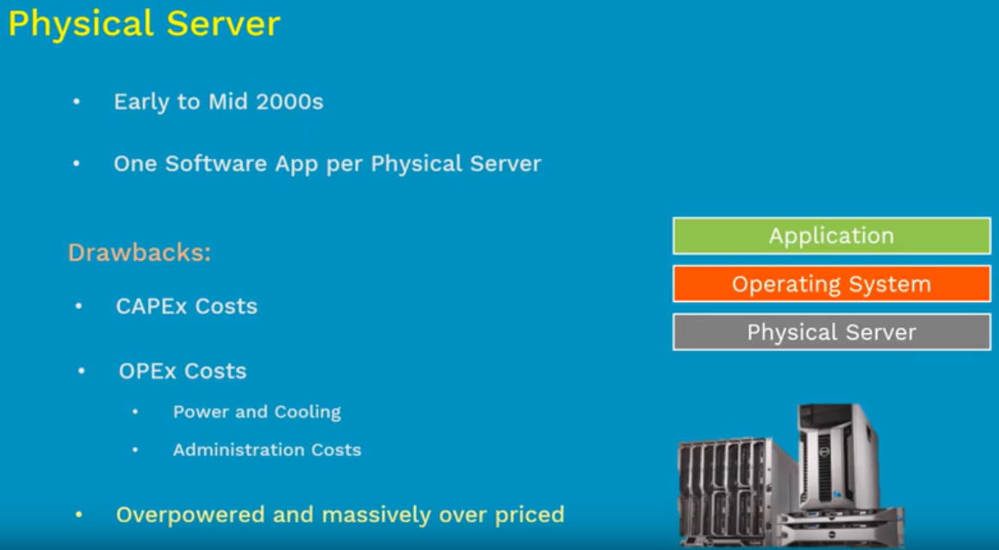 Physical Server
• Early to Mid 2000s
• One Software App per Physical Server
Drawbacks:
• CAPEx Costs
• OPEx Costs
• Power and Cooling
• Administration Costs
• Overpowered and massively over priced
Application
Operating System
Physical Server